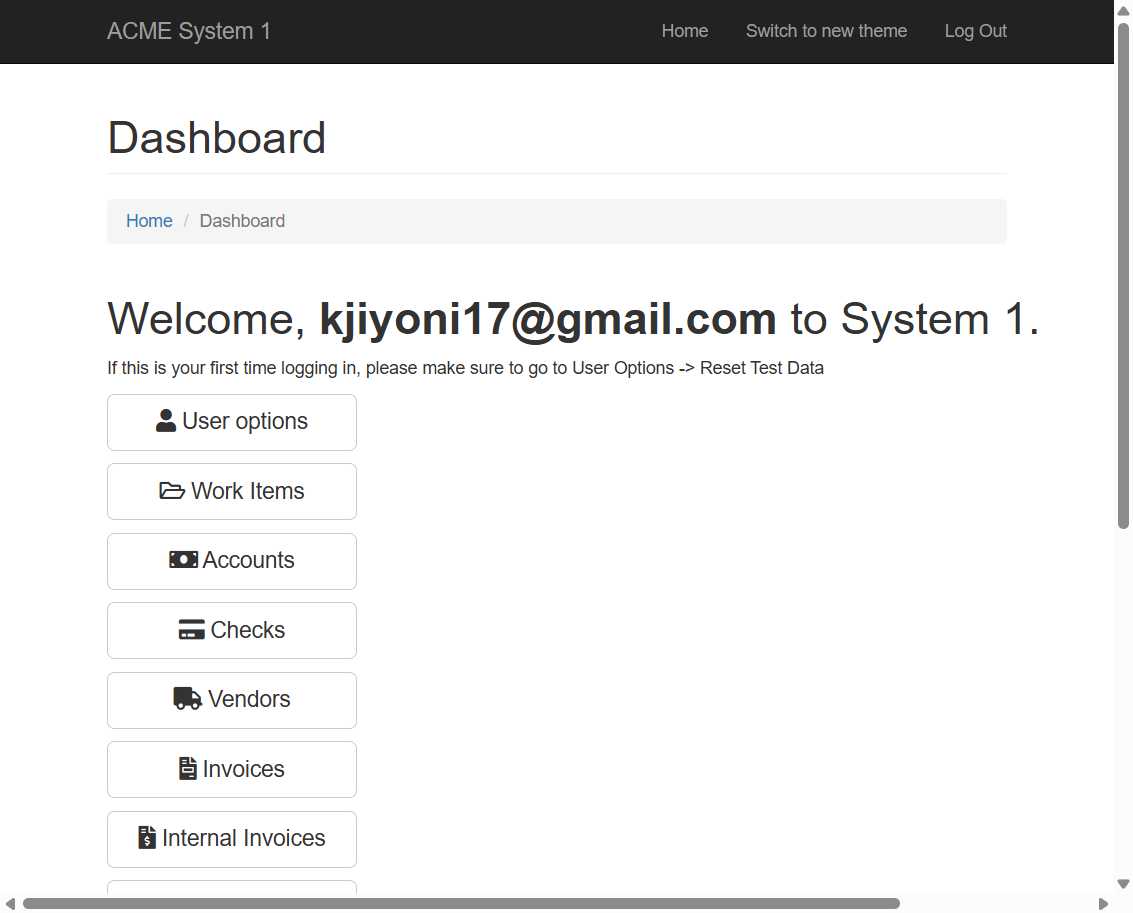 ACME System 1
Home
Switch to new theme
Log Out
Dashboard
Home / Dashboard
Welcome, kjiyoni17@gmail.com to System 1.
If this is your first time logging in, please make sure to go to User Options -> Reset Test Data
User options
Work Items
Accounts
Checks
Vendors
Invoices
Internal Invoices